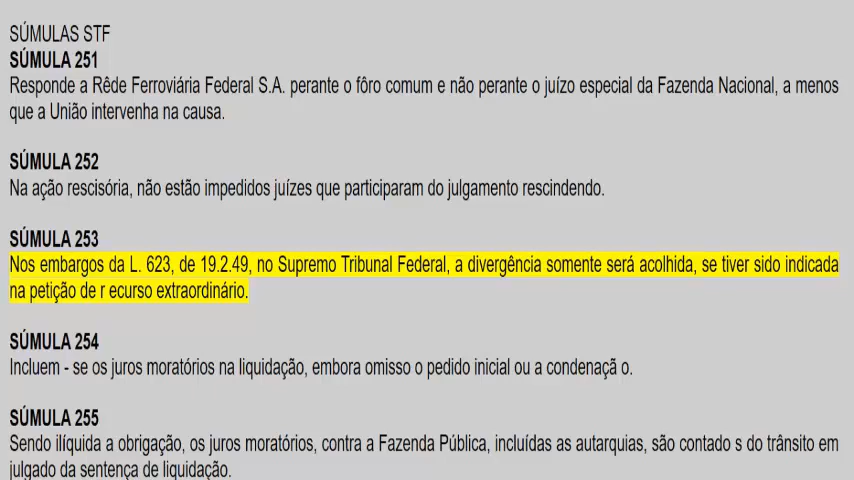 SÚMULAS STF
SÚMULA 251
Responde a Rêde Ferroviária Federal S.A. perante o fôro comum e não perante o juízo especial da Fazenda Nacional, a menos
que a União intervenha na causa.
SÚMULA 252
Na ação rescisória, não estão impedidos juízes que participaram do julgamento rescindendo.
SÚMULA 253
Nos embargos da L. 623, de 19.2.49, no Supremo Tribunal Federal, a divergência somente será acolhida, se tiver sido indicada
na petição de r ecurso extraordinário.
SÚMULA 254
Incluem - se os juros moratórios na liquidação, embora omisso o pedido inicial ou a condenaçã o.
SÚMULA 255
Sendo ilíquida a obrigação, os juros moratórios, contra a Fazenda Pública, incluídas as autarquias, são contado s do trânsito em
julgado da sentença de liquidação.